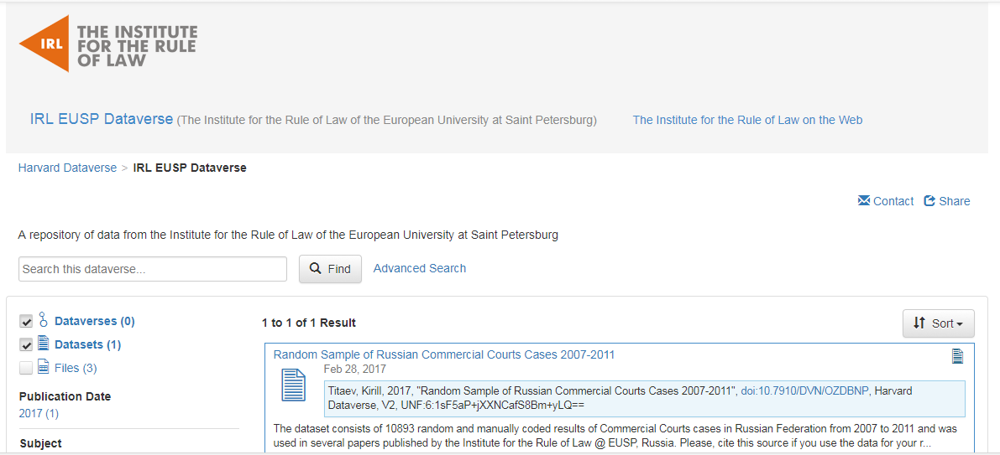 IRL
THE INSTITUTE
FOR THE RULE
OF LAW
IRL EUSP Dataverse (The Institute for the Rule of Law of the European University at Saint Petersburg) The Institute for the Rule of Law on the Web
Harvard Dataverse > IRL EUSP Dataverse
Contact Share
A repository of data from the Institute for the Rule of Law of the European University at Saint Petersburg
Search this dataverse... Find Advanced Search
Dataverses (0)
Datasets (1)
Files (3)
Publication Date
2017 (1)
Subject
1 to 1 of 1 Result
Sort
Random Sample of Russian Commercial Courts Cases 2007-2011
Feb 28, 2017
Titaev, Kirill, 2017, "Random Sample of Russian Commercial Courts Cases 2007-2011", doi:10.7910/DVN/OZDBNP, Harvard
Dataverse, V2, UNF:6:1sF5aP+jXXNCafS8Bm+yLQ==
The dataset consists of 10893 random and manually coded results of Commercial Courts cases in Russian Federation from 2007 to 2011 and was
used in several papers published by the Institute for the Rule of Law @ EUSP, Russia. Please, cite this source if you use the data for your r...